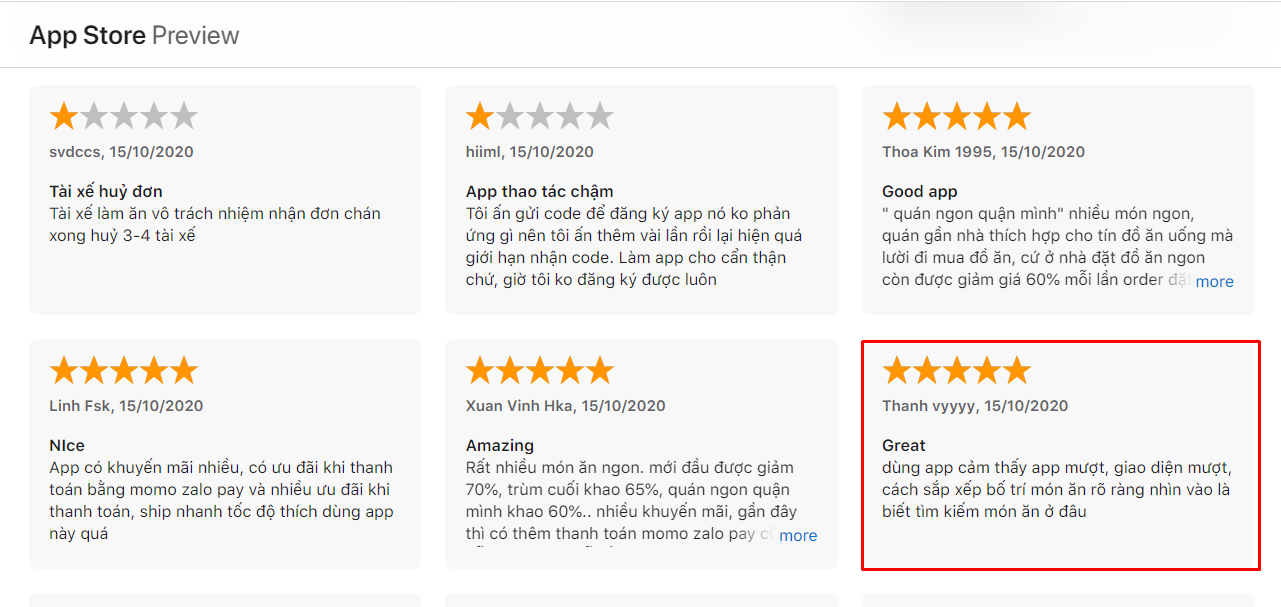 App Store Preview
svdccs, 15/10/2020
Tài xế huỷ đơn
Tài xế làm ăn vô trách nhiệm nhận đơn chán
xong huỷ 3-4 tài xế
hiiml, 15/10/2020
App thao tác chậm
Tôi ấn gửi code để đăng ký app nó ko phản
ứng gì nên tôi ấn thêm vài lần rồi lại hiện quá
giới hạn nhận code. Làm app cho cẩn thận
chứ, giờ tôi ko đăng ký được luôn
Thoa Kim 1995, 15/10/2020
Good app
" quán ngon quận mình" nhiều món ngon,
quán gần nhà thích hợp cho tín đồ ăn uống mà
lười đi mua đồ ăn, cứ ở nhà đặt đồ ăn ngon
còn được giảm giá 60% mỗi lần order đặt more
Linh Fsk, 15/10/2020
NIce
App có khuyến mãi nhiều, có ưu đãi khi thanh
toán bằng momo zalo pay và nhiều ưu đãi khi
thanh toán, ship nhanh tốc độ thích dùng app
này quá
Xuan Vinh Hka, 15/10/2020
Amazing
Rất nhiều món ăn ngon. mới đầu được giảm
70%, trùm cuối khao 65%, quán ngon quận
mình khao 60%.. nhiều khuyến mãi, gần đây
thì có thêm thanh toán momo zalo pay more
Thanh vyyyy, 15/10/2020
Great
dùng app cảm thấy app mượt, giao diện mượt,
cách sắp xếp bố trí món ăn rõ ràng nhìn vào là
biết tìm kiếm món ăn ở đâu